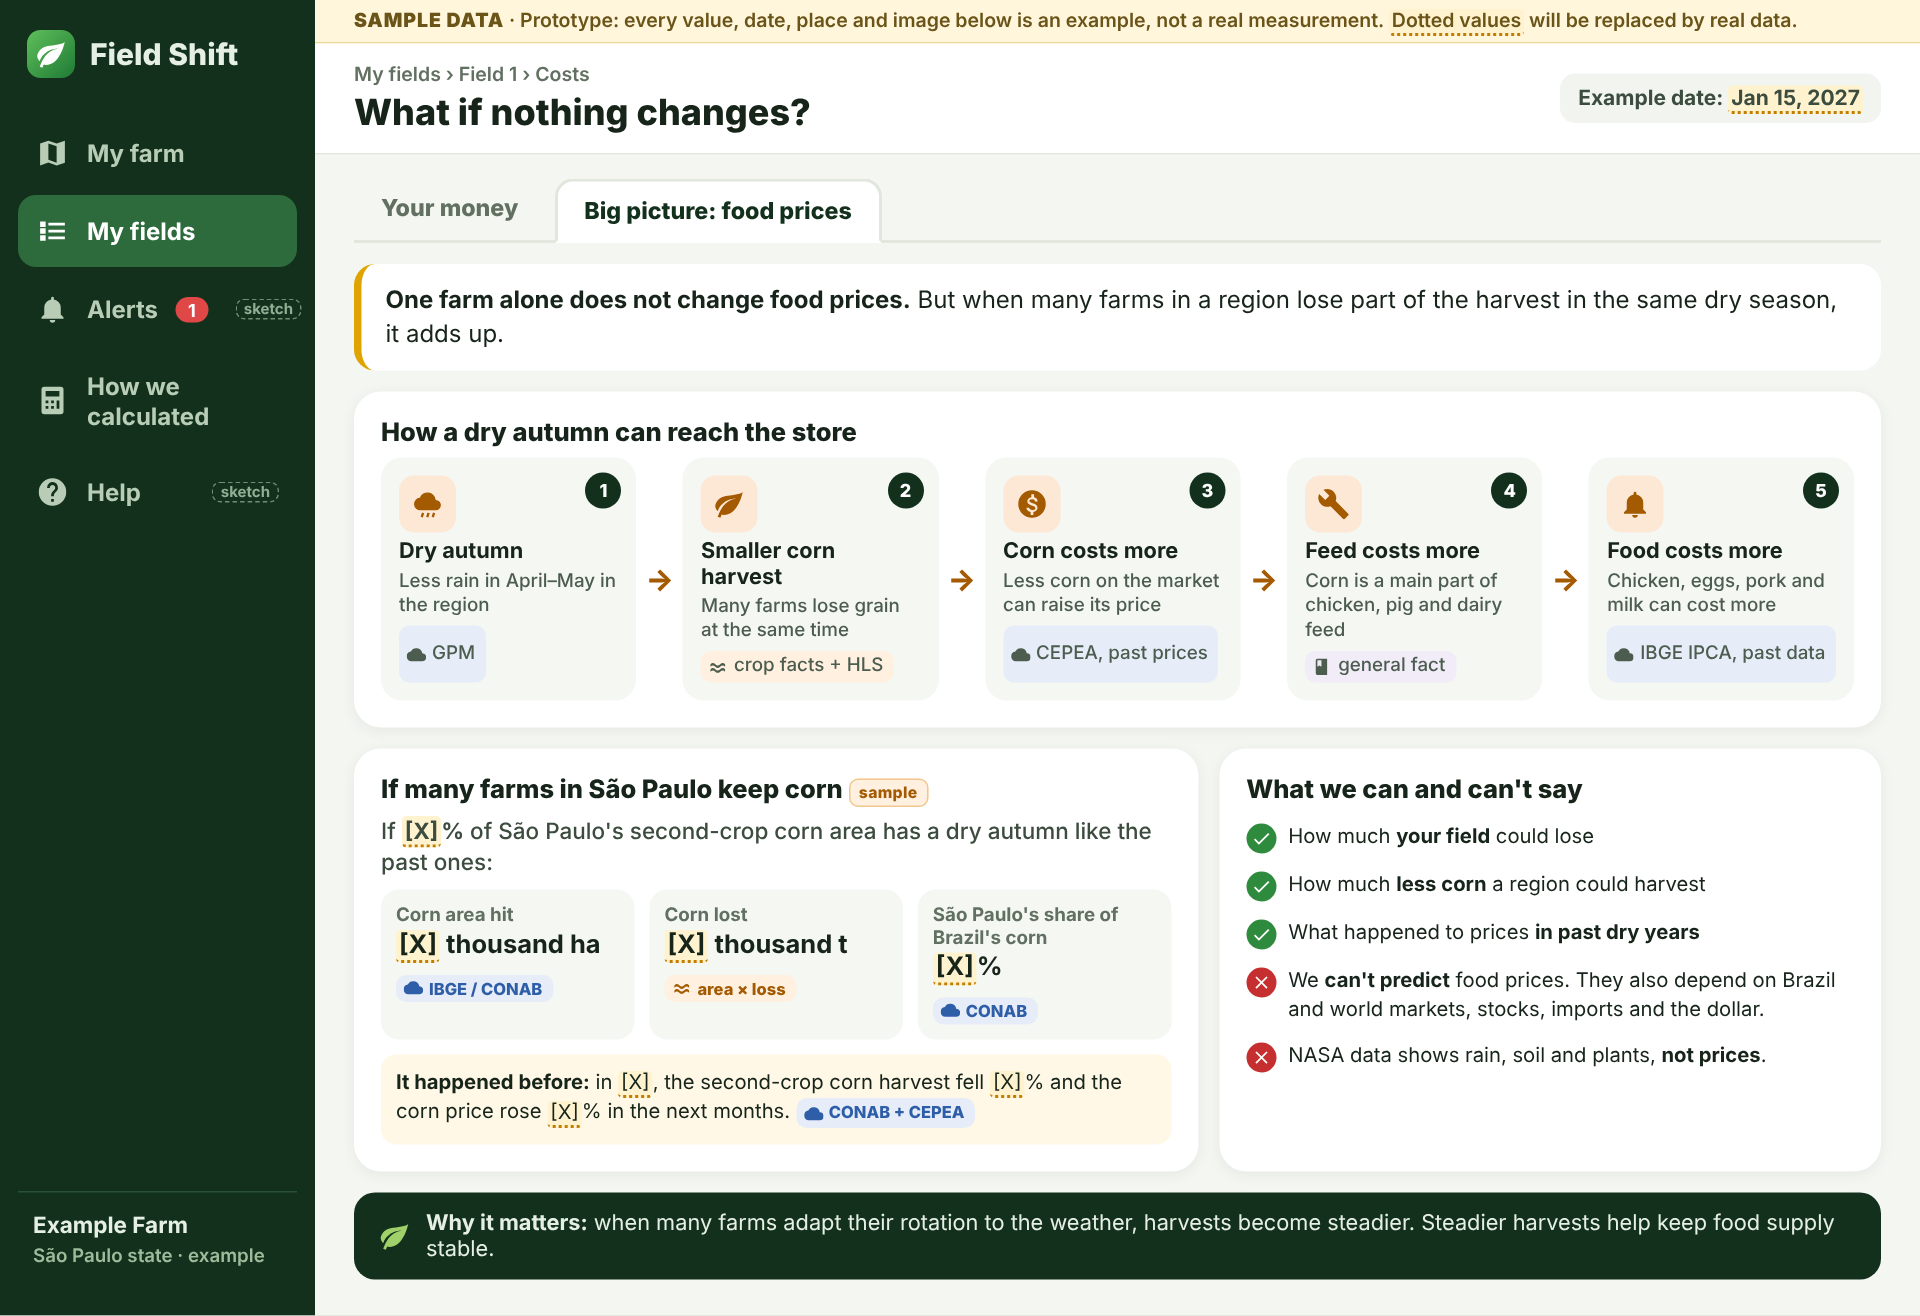 SAMPLE DATA · Prototype: every value, date, place and image below is an example, not a real measurement. Dotted values will be replaced by real data.
Field Shift
My farm
My fields
Alerts 1 sketch
How we
calculated
Help sketch
Example Farm
São Paulo state · example
My fields › Field 1 › Costs
What if nothing changes?
Example date: Jan 15, 2027
Your money
Big picture: food prices
One farm alone does not change food prices. But when many farms in a region lose part of the harvest in the same dry season,
it adds up.
How a dry autumn can reach the store
1
Dry autumn
Less rain in April–May in
the region
GPM
2
Smaller corn
harvest
Many farms lose grain
at the same time
crop facts + HLS
3
Corn costs more
Less corn on the market
can raise its price
CEPEA, past prices
4
Feed costs more
Corn is a main part of
chicken, pig and dairy
feed
general fact
5
Food costs more
Chicken, eggs, pork and
milk can cost more
IBGE IPCA, past data
If many farms in São Paulo keep corn sample
If [X]% of São Paulo's second-crop corn area has a dry autumn like the
past ones:
Corn area hit
[X] thousand ha
IBGE / CONAB
Corn lost
[X] thousand t
area × loss
São Paulo's share of
Brazil's corn
[X]%
CONAB
It happened before: in [X], the second-crop corn harvest fell [X]% and the
corn price rose [X]% in the next months. CONAB + CEPEA
What we can and can't say
How much your field could lose
How much less corn a region could harvest
What happened to prices in past dry years
We can't predict food prices. They also depend on Brazil
and world markets, stocks, imports and the dollar.
NASA data shows rain, soil and plants, not prices.
Why it matters: when many farms adapt their rotation to the weather, harvests become steadier. Steadier harvests help keep food supply
stable.